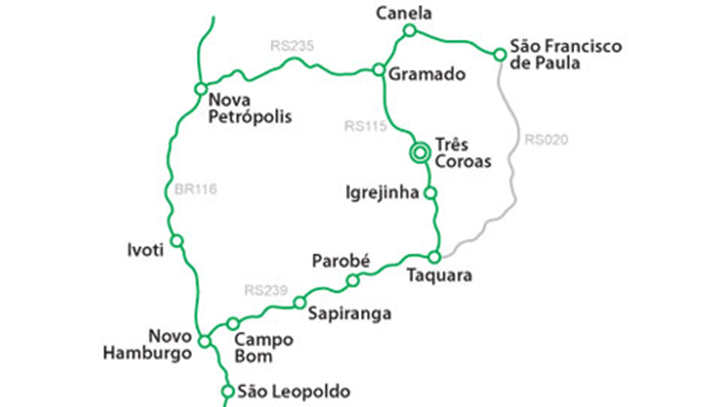 Canela
RS235
São Francisco
de Paula
Gramado
Nova
Petrópolis
RS115
Três
Coroas
RS020
BR116
Igrejinha
Ivoti
Parobé
Taquara
RS239
Sapiranga
Novo
Hamburgo
Campo
Bom
São Leopoldo